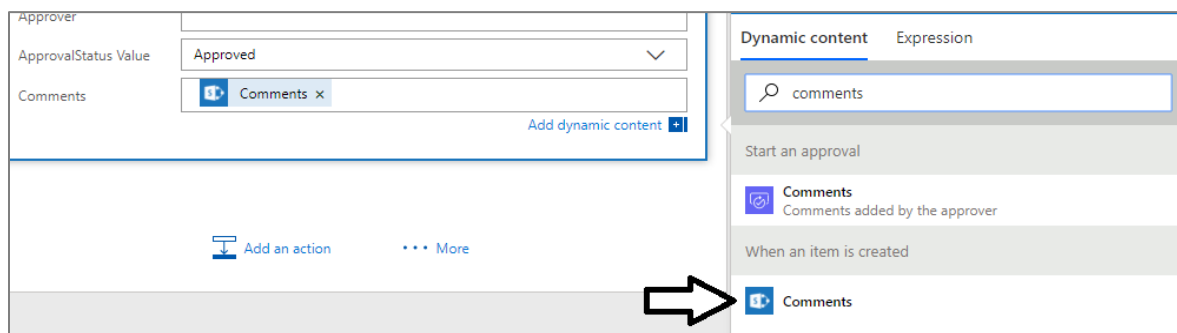 Approver
ApprovalStatus Value
Approved
Comments
Comments ×
Add dynamic content
Add an action
More
Dynamic content
Expression
comments
Start an approval
Comments
Comments added by the approver
When an item is created
Comments